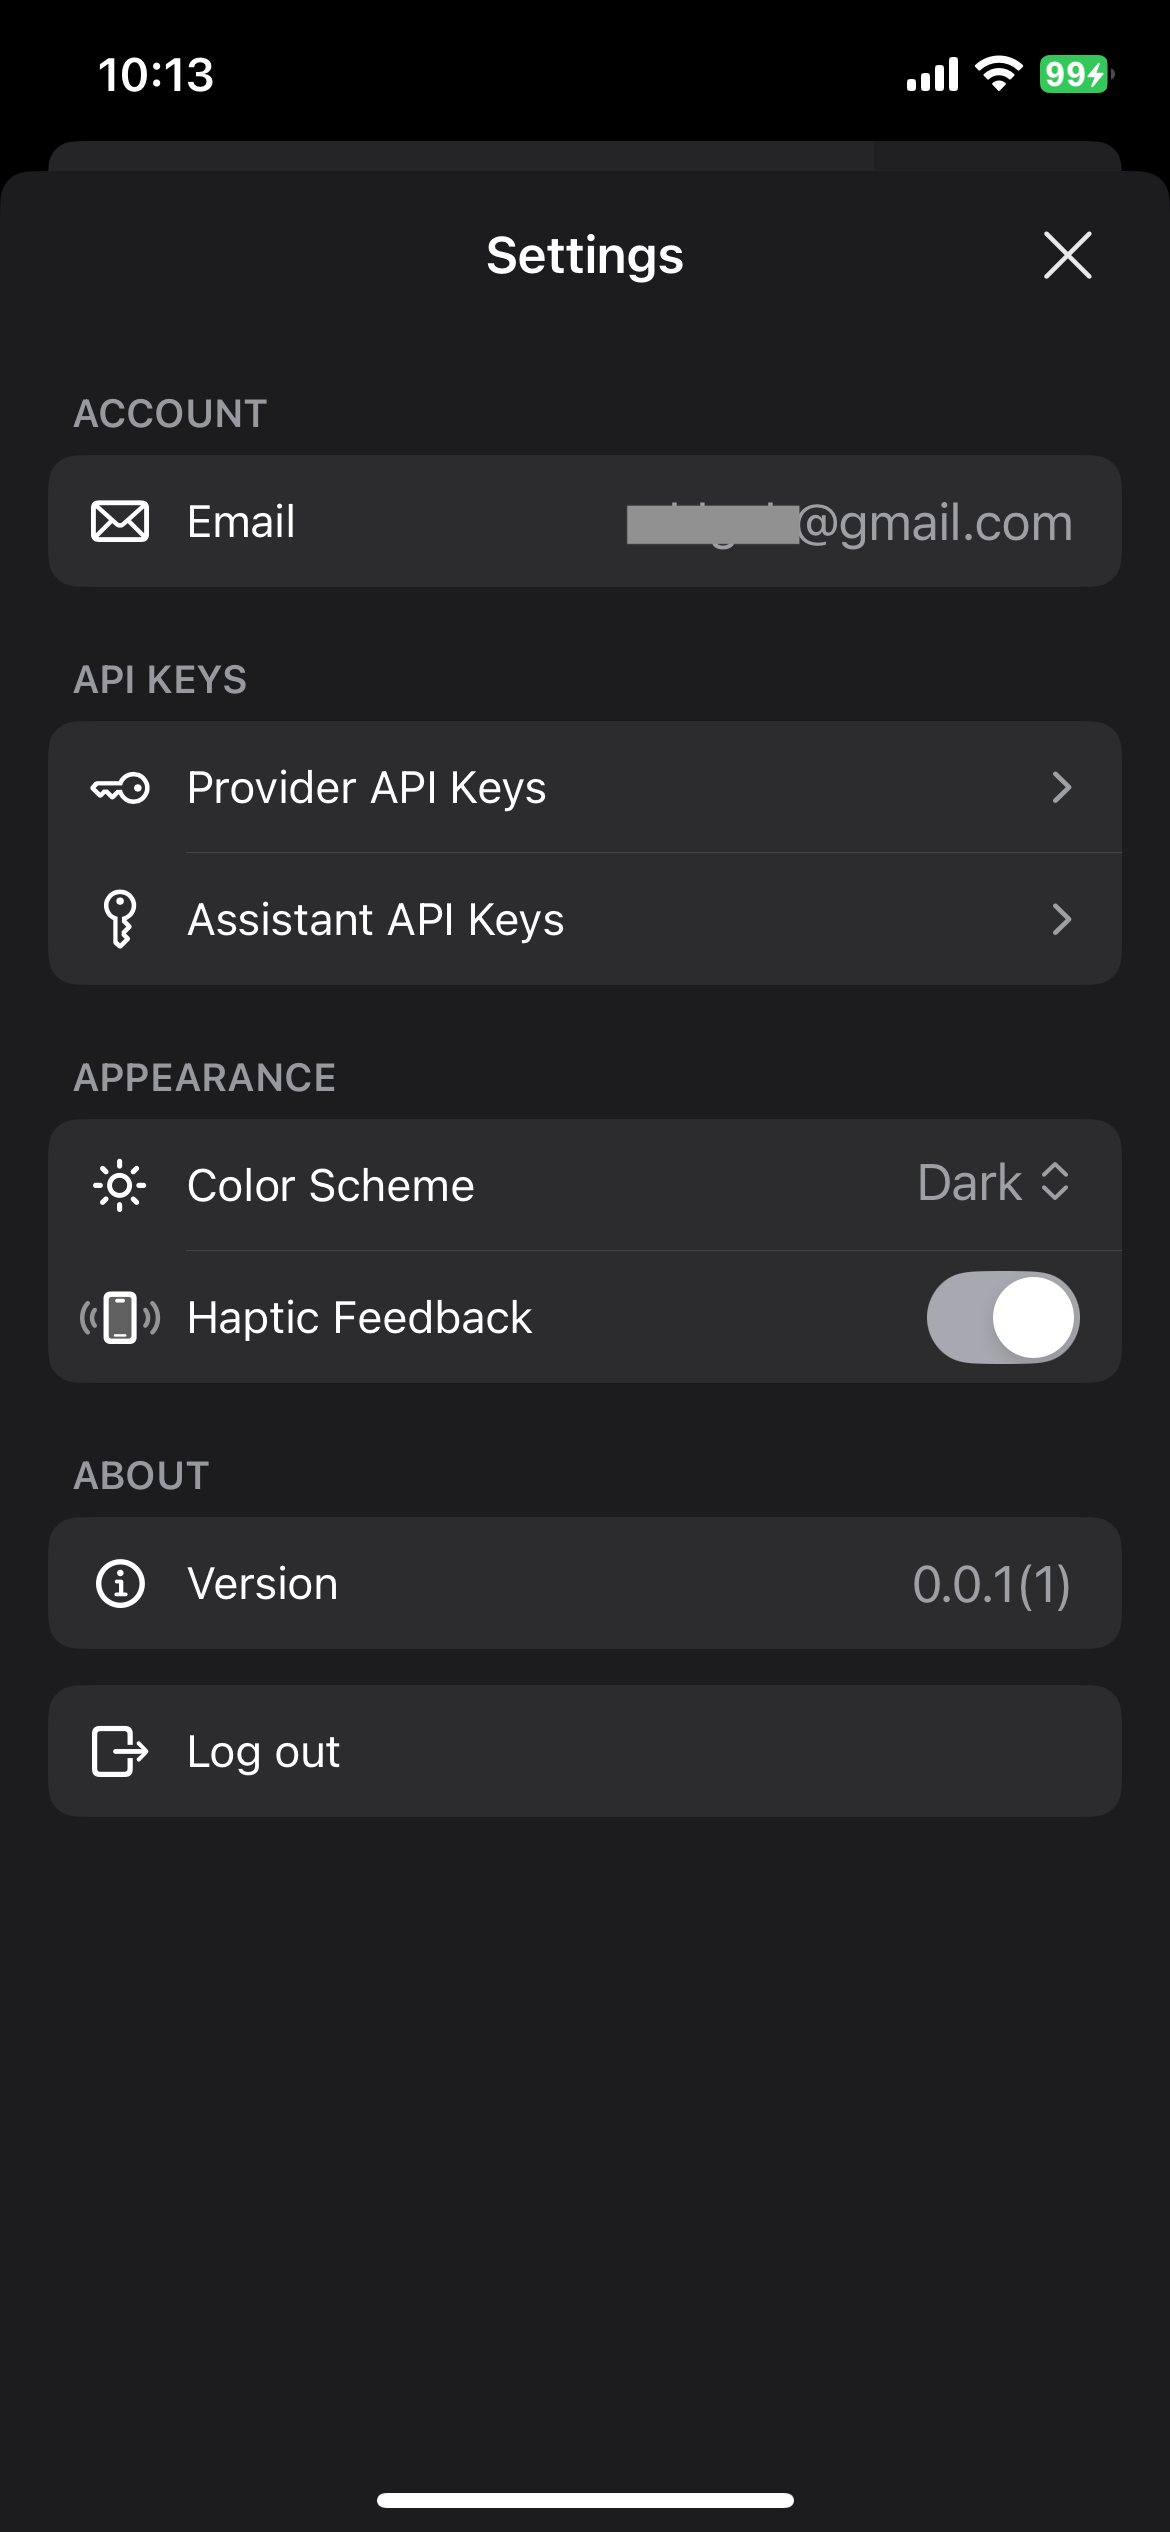 10:13
99
Settings
ACCOUNT
Email @gmail.com
API KEYS
Provider API Keys
Assistant API Keys
APPEARANCE
Color Scheme Dark
Haptic Feedback
ABOUT
Version 0.0.1(1)
Log out